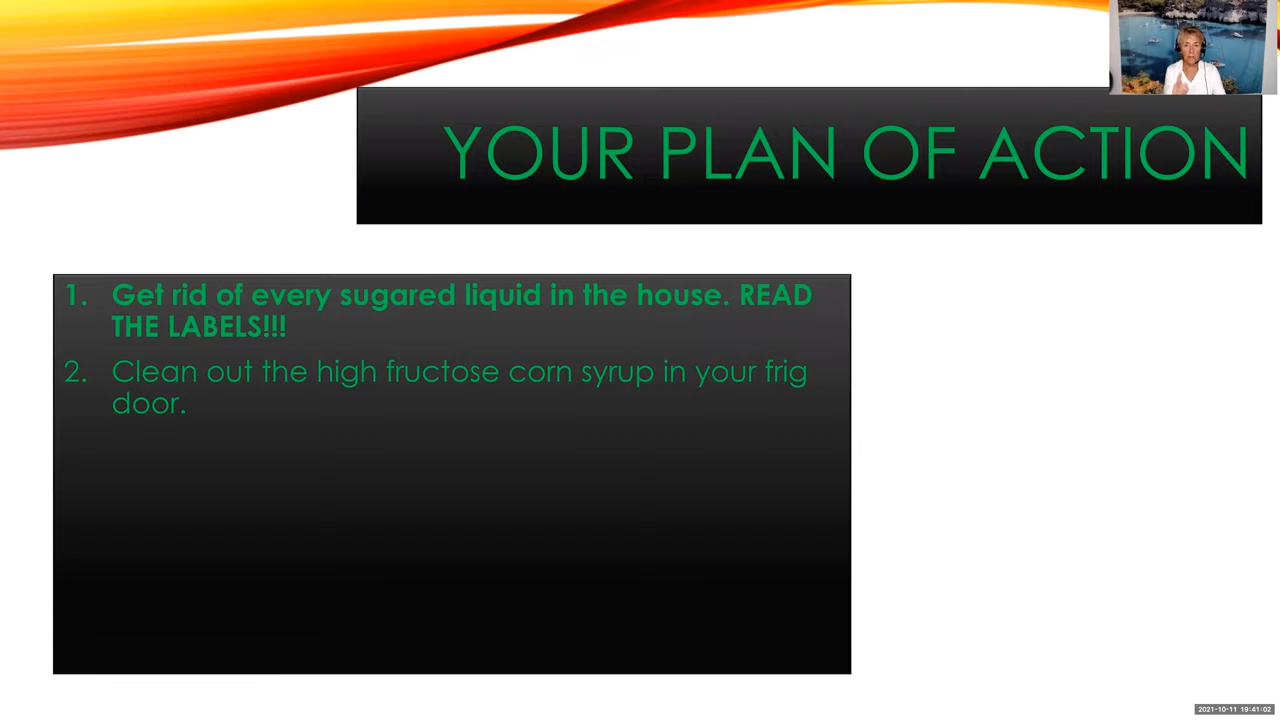 YOUR PLAN OF ACTION
1. Get rid of every sugared liquid in the house. READ
THE LABELS!!!
2. Clean out the high fructose corn syrup in your frig
door.
2021-10-11 19:41:02